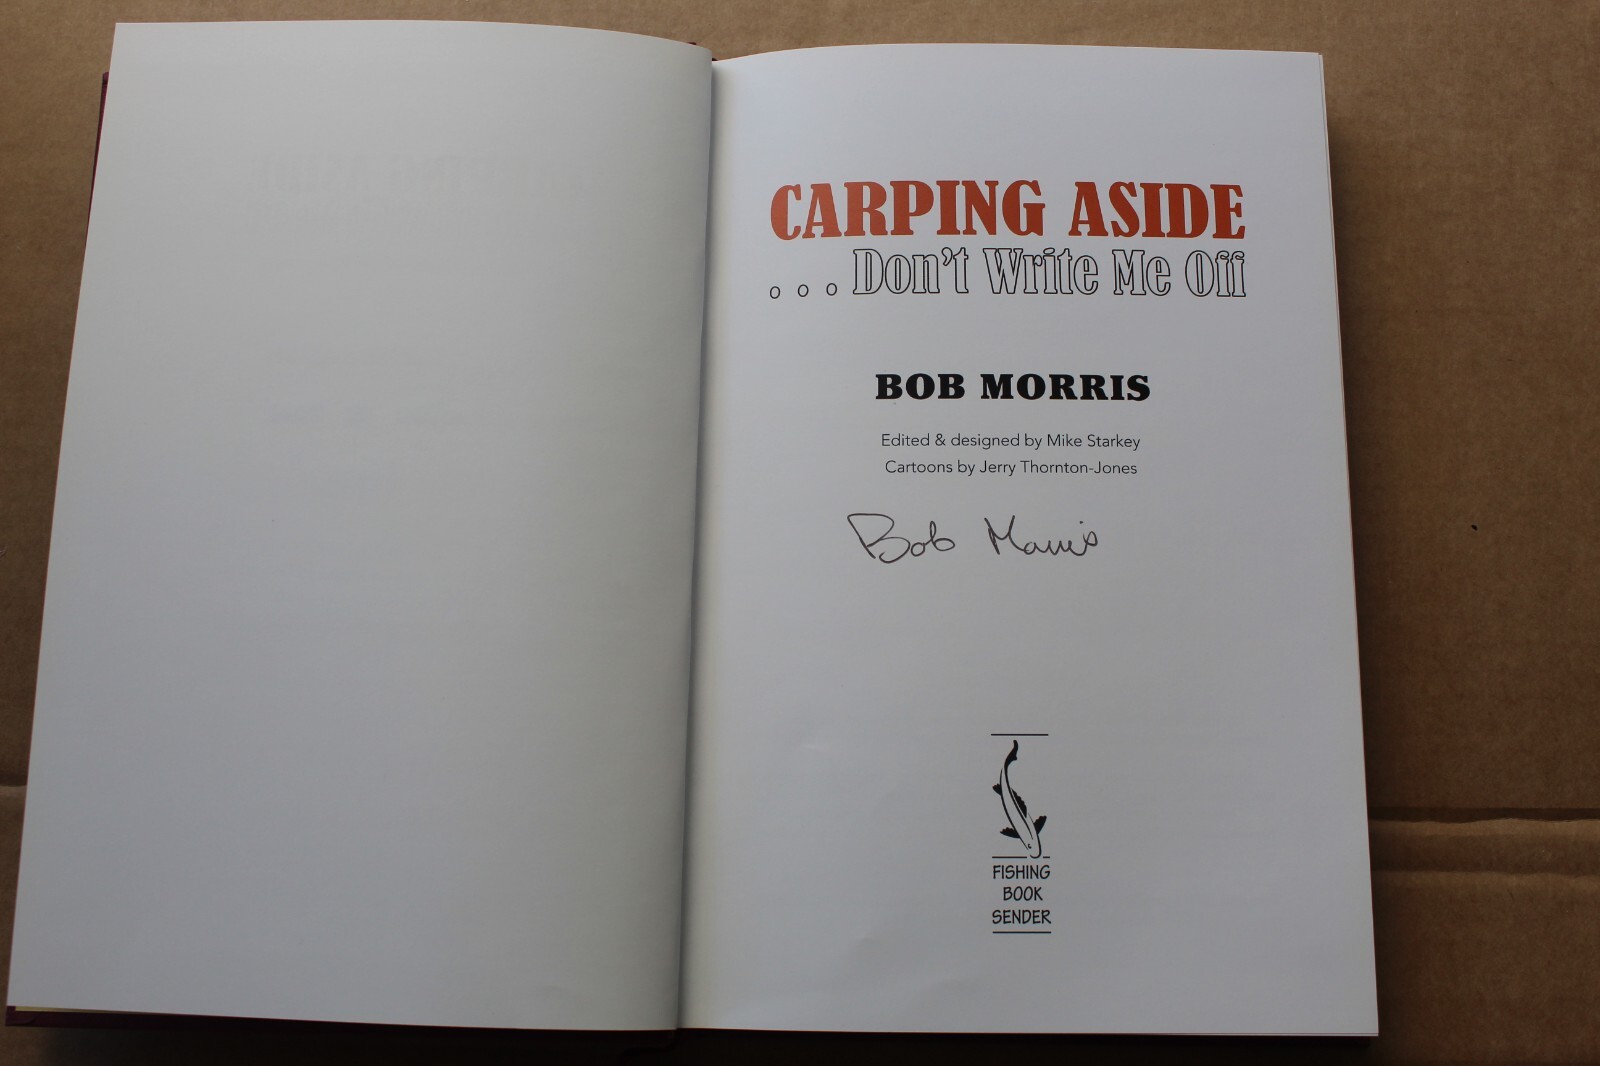 CARPING ASIDE
. . . Don't Write Me Off
BOB MORRIS
Edited & designed by Mike Starkey
Cartoons by Jerry Thornton-Jones
Bob Morris
FISHING
BOOK
SENDER